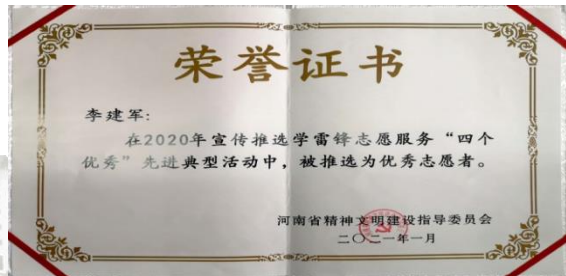 荣誉证书
李建军:
在2020年宣传推选学雷锋志愿服务“四个
优秀”先进典型活动中，被推选为优秀志愿者。
河南省精神文明建设指导委员会
二〇二一年一月